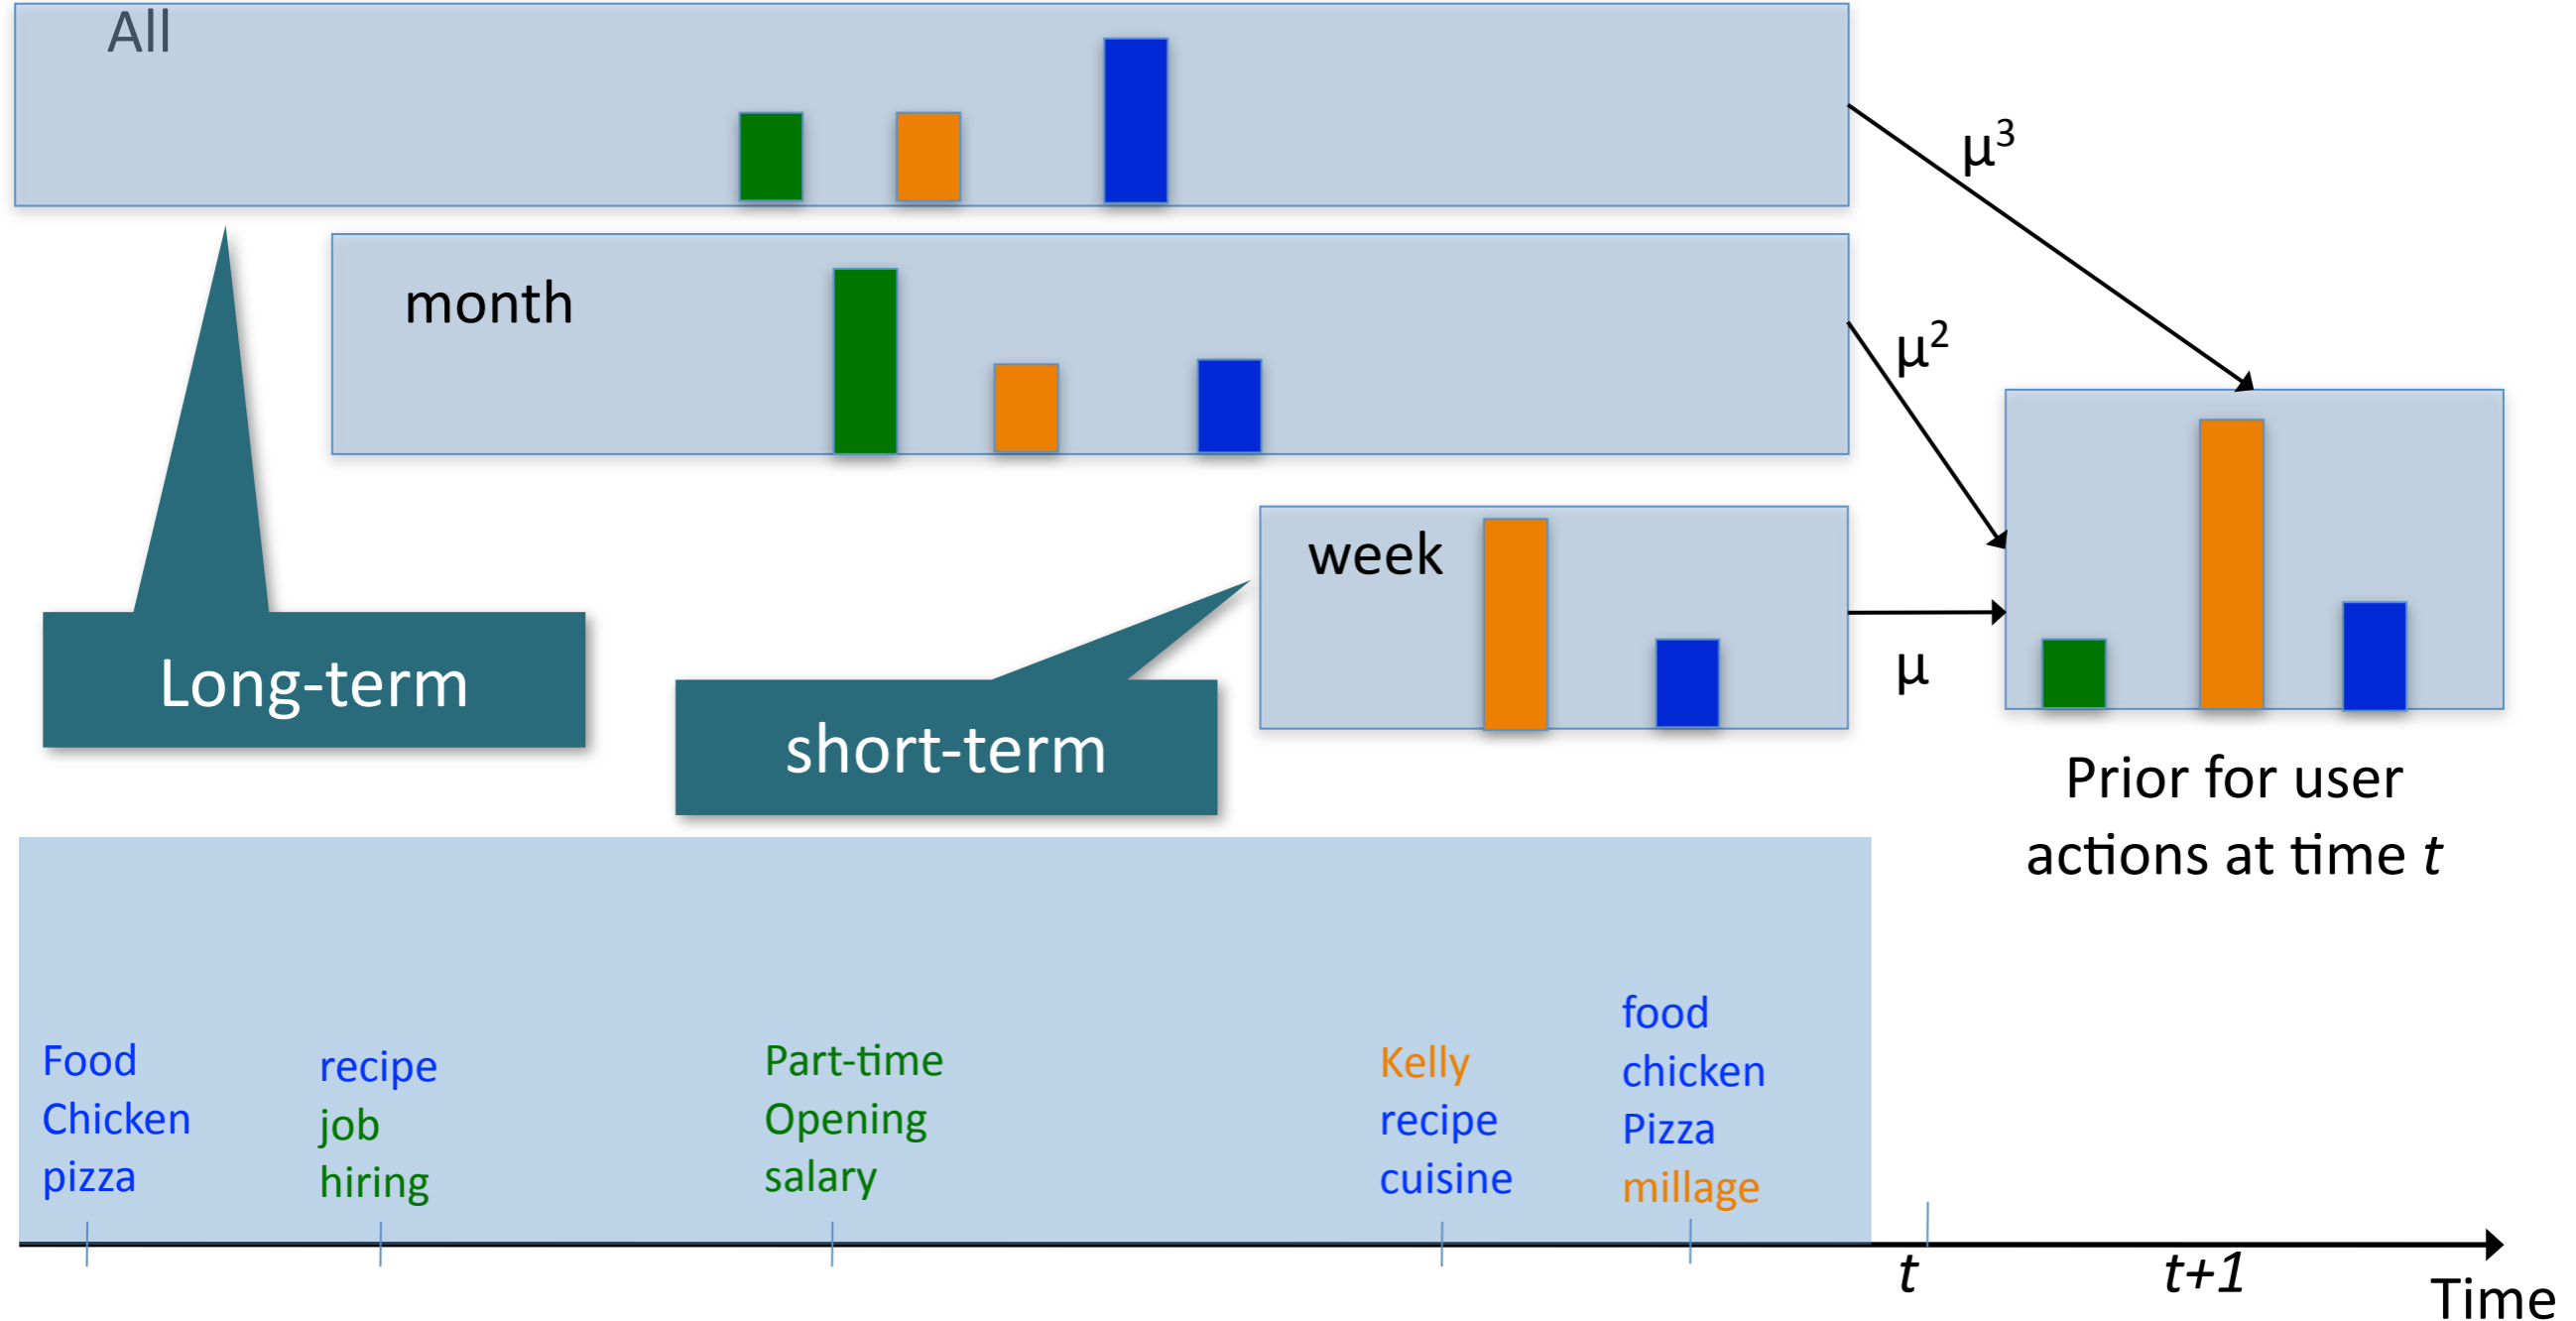 All
μ³
month
μ²
week
μ
Long-term
short-term
Prior for user
actions at time t
Food
Chicken
pizza
recipe
job
hiring
Part-time
Opening
salary
Kelly
recipe
cuisine
food
chicken
Pizza
millage
t
t+1
Time